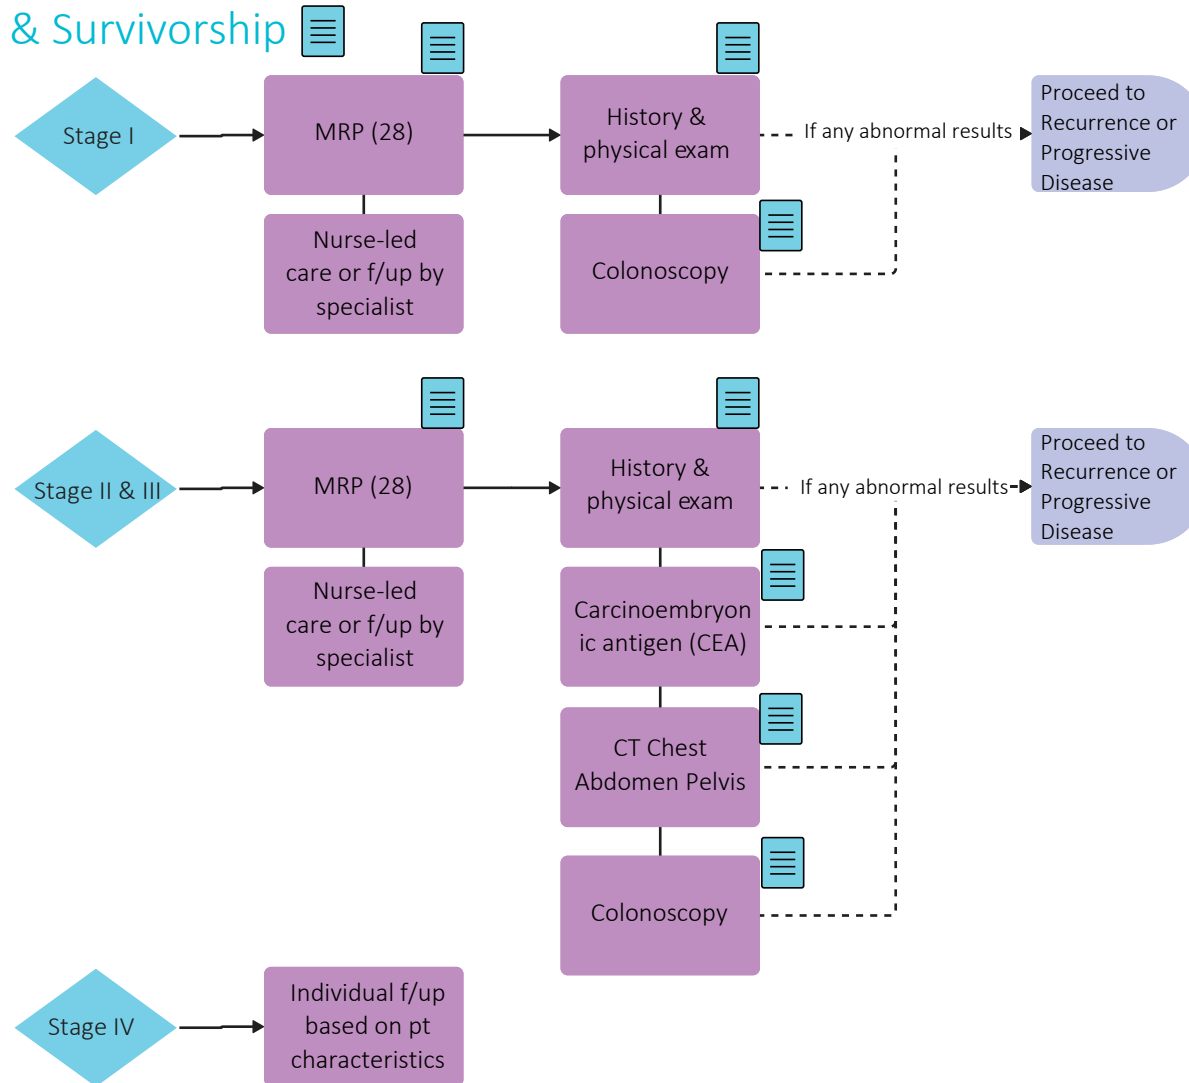 & Survivorship
Stage I
MRP (28)
History &
physical exam
If any abnormal results
Proceed to
Recurrence or
Progressive
Disease
Nurse-led
care or f/up by
specialist
Colonoscopy
Stage II & III
MRP (28)
History &
physical exam
If any abnormal results
Proceed to
Recurrence or
Progressive
Disease
Nurse-led
care or f/up by
specialist
Carcinoembryon
ic antigen (CEA)
CT Chest
Abdomen Pelvis
Colonoscopy
Stage IV
Individual f/up
based on pt
characteristics